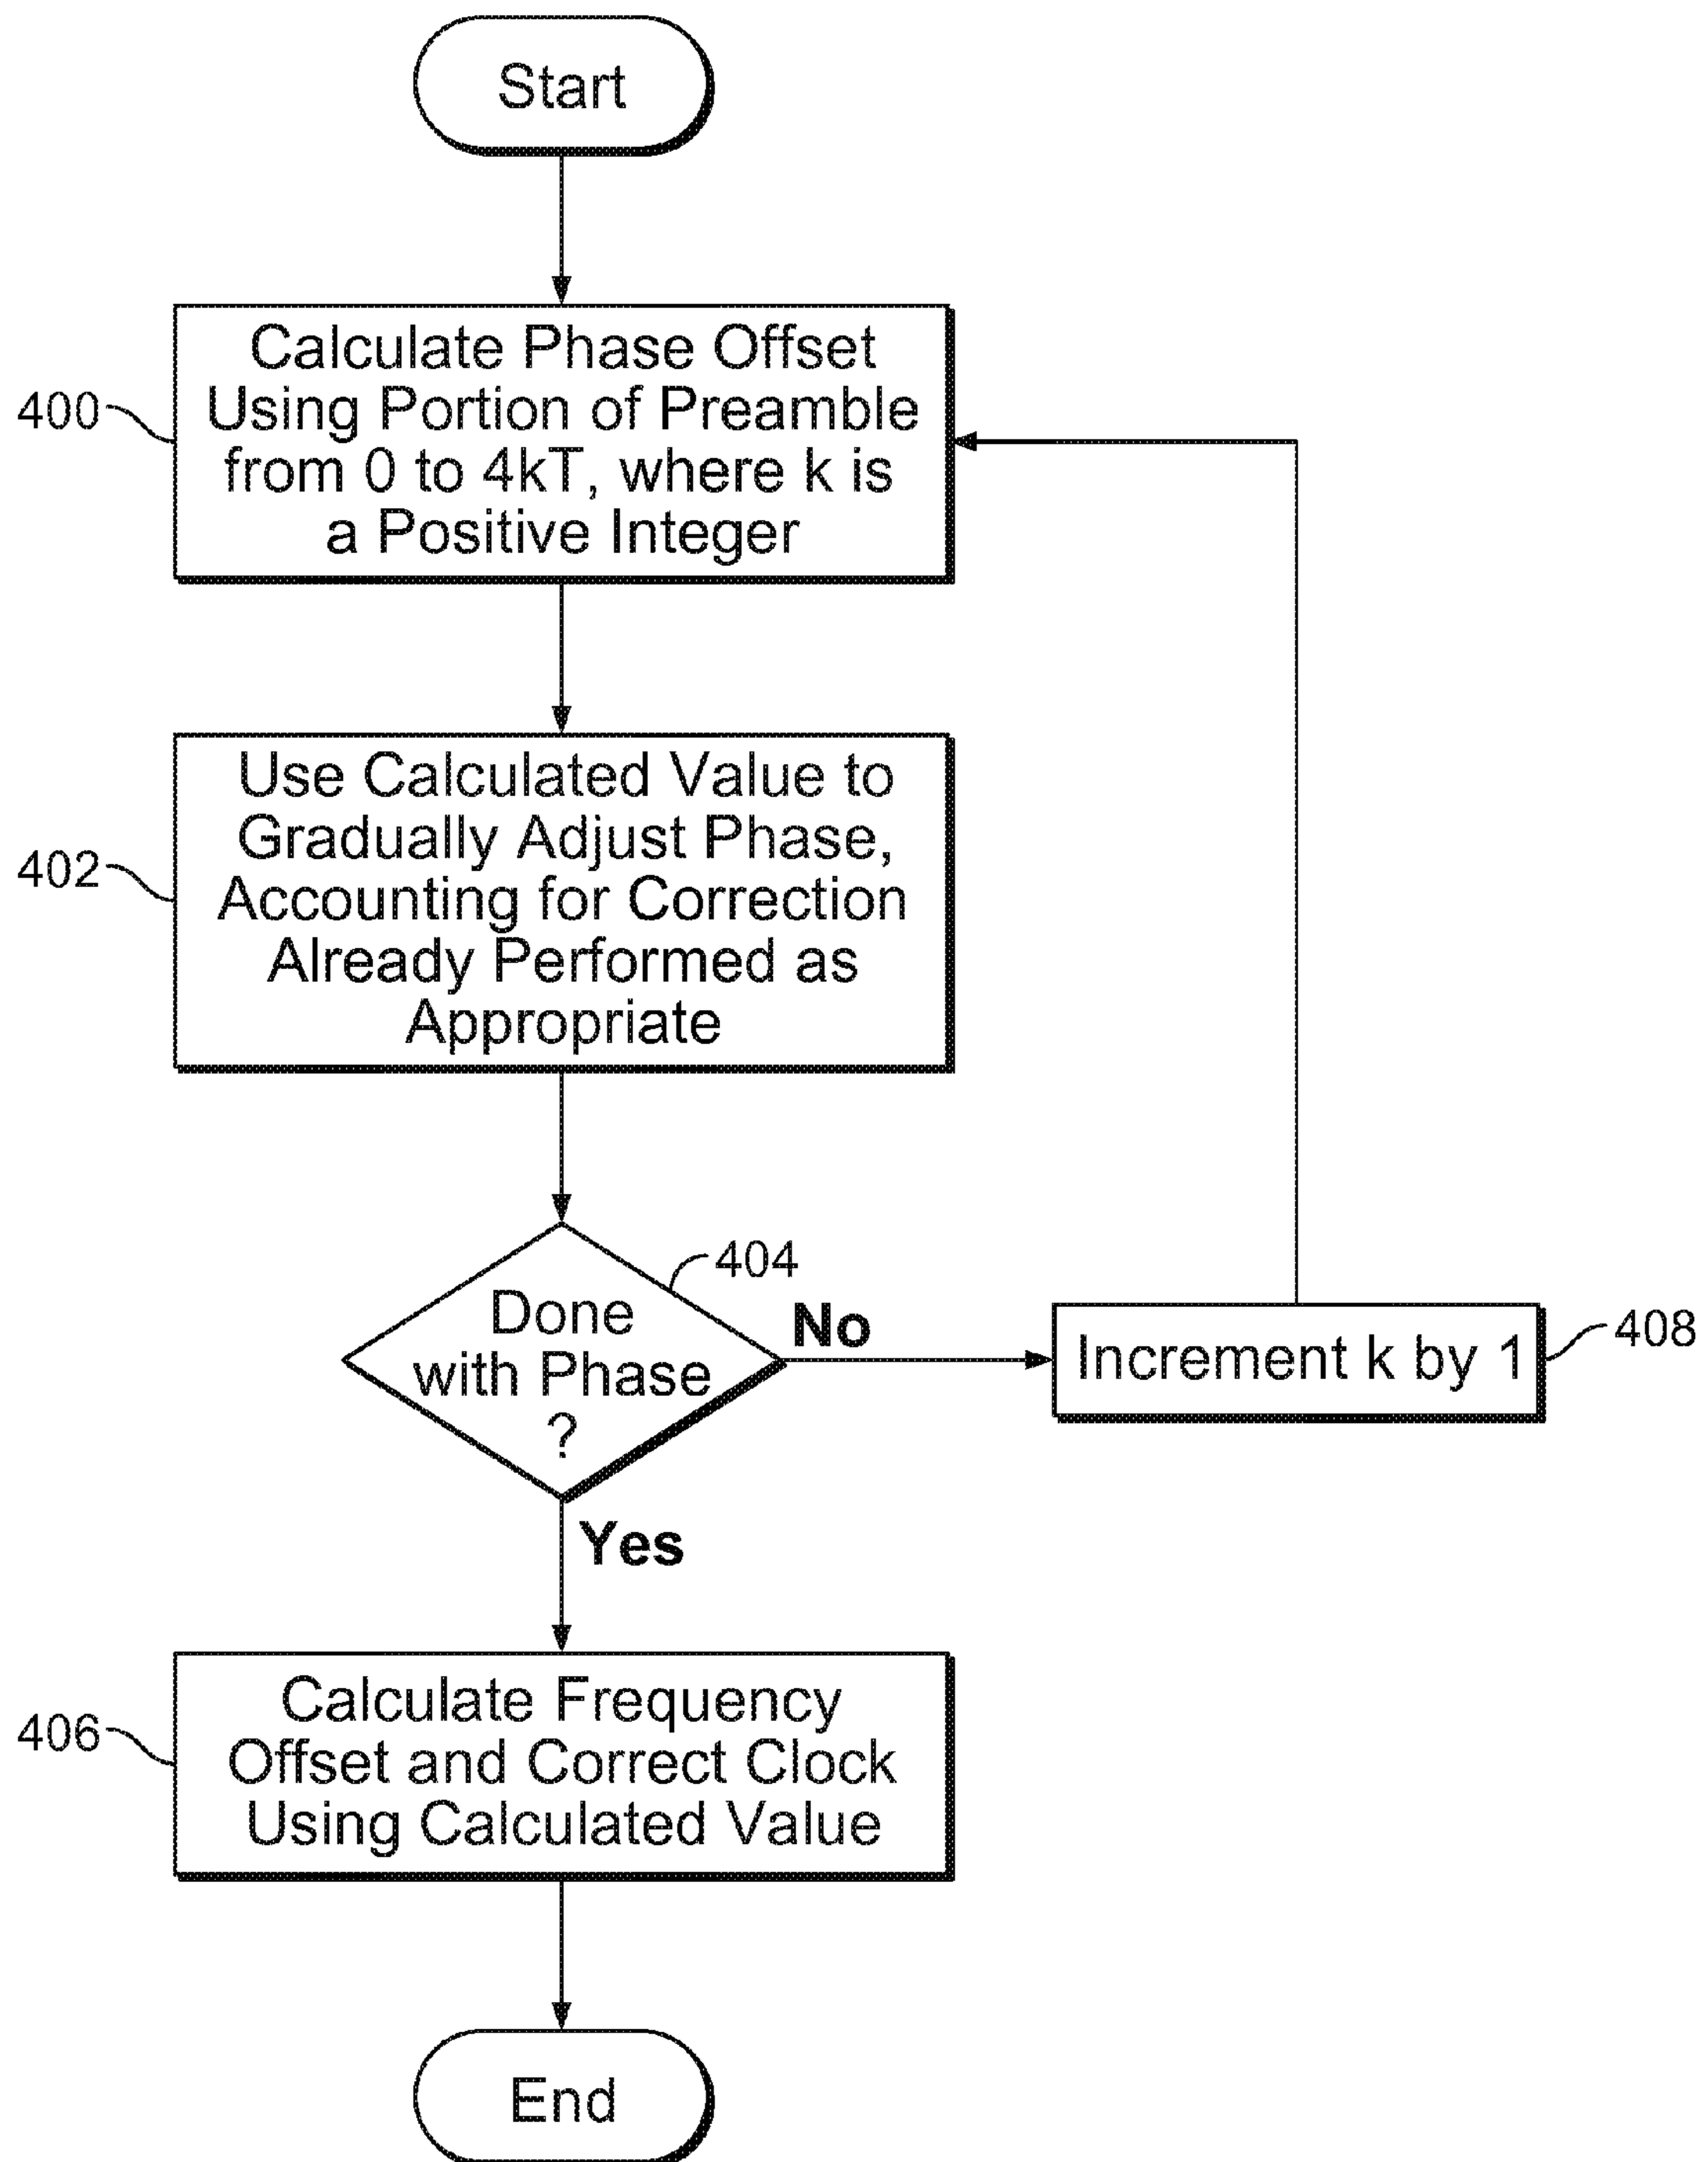 Start
400
Calculate Phase Offset
Using Portion of Preamble
from 0 to 4kT, where k is
a Positive Integer
402
Use Calculated Value to
Gradually Adjust Phase,
Accounting for Correction
Already Performed as
Appropriate
404
Done
with Phase
?
No
Increment k by 1
408
Yes
406
Calculate Frequency
Offset and Correct Clock
Using Calculated Value
End